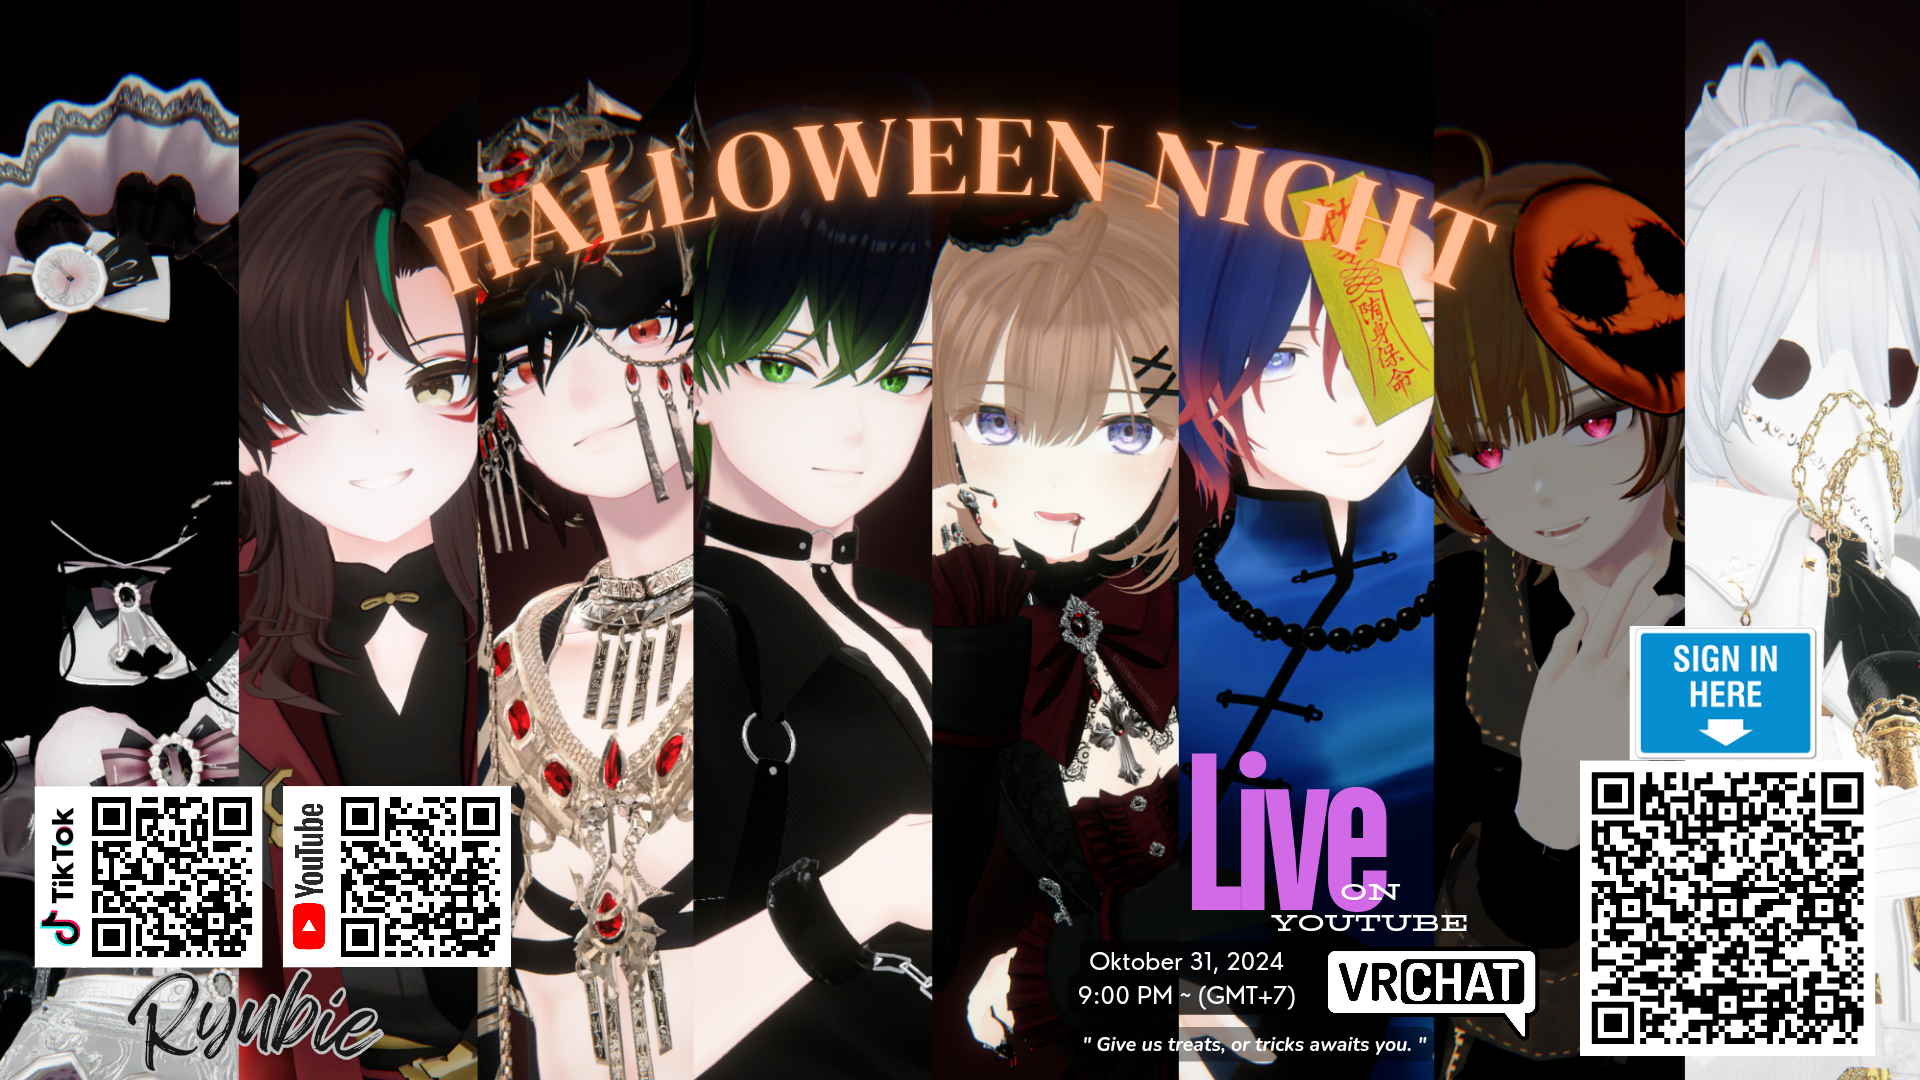 HALLOWEEN NIGHT
随身保命
SIGN IN
HERE
TikTok
YouTube
Live
ON
YOUTUBE
Oktober 31, 2024
9:00 PM ~ (GMT+7)
VRCHAT
" Give us treats, or tricks awaits you. "
Ryubie